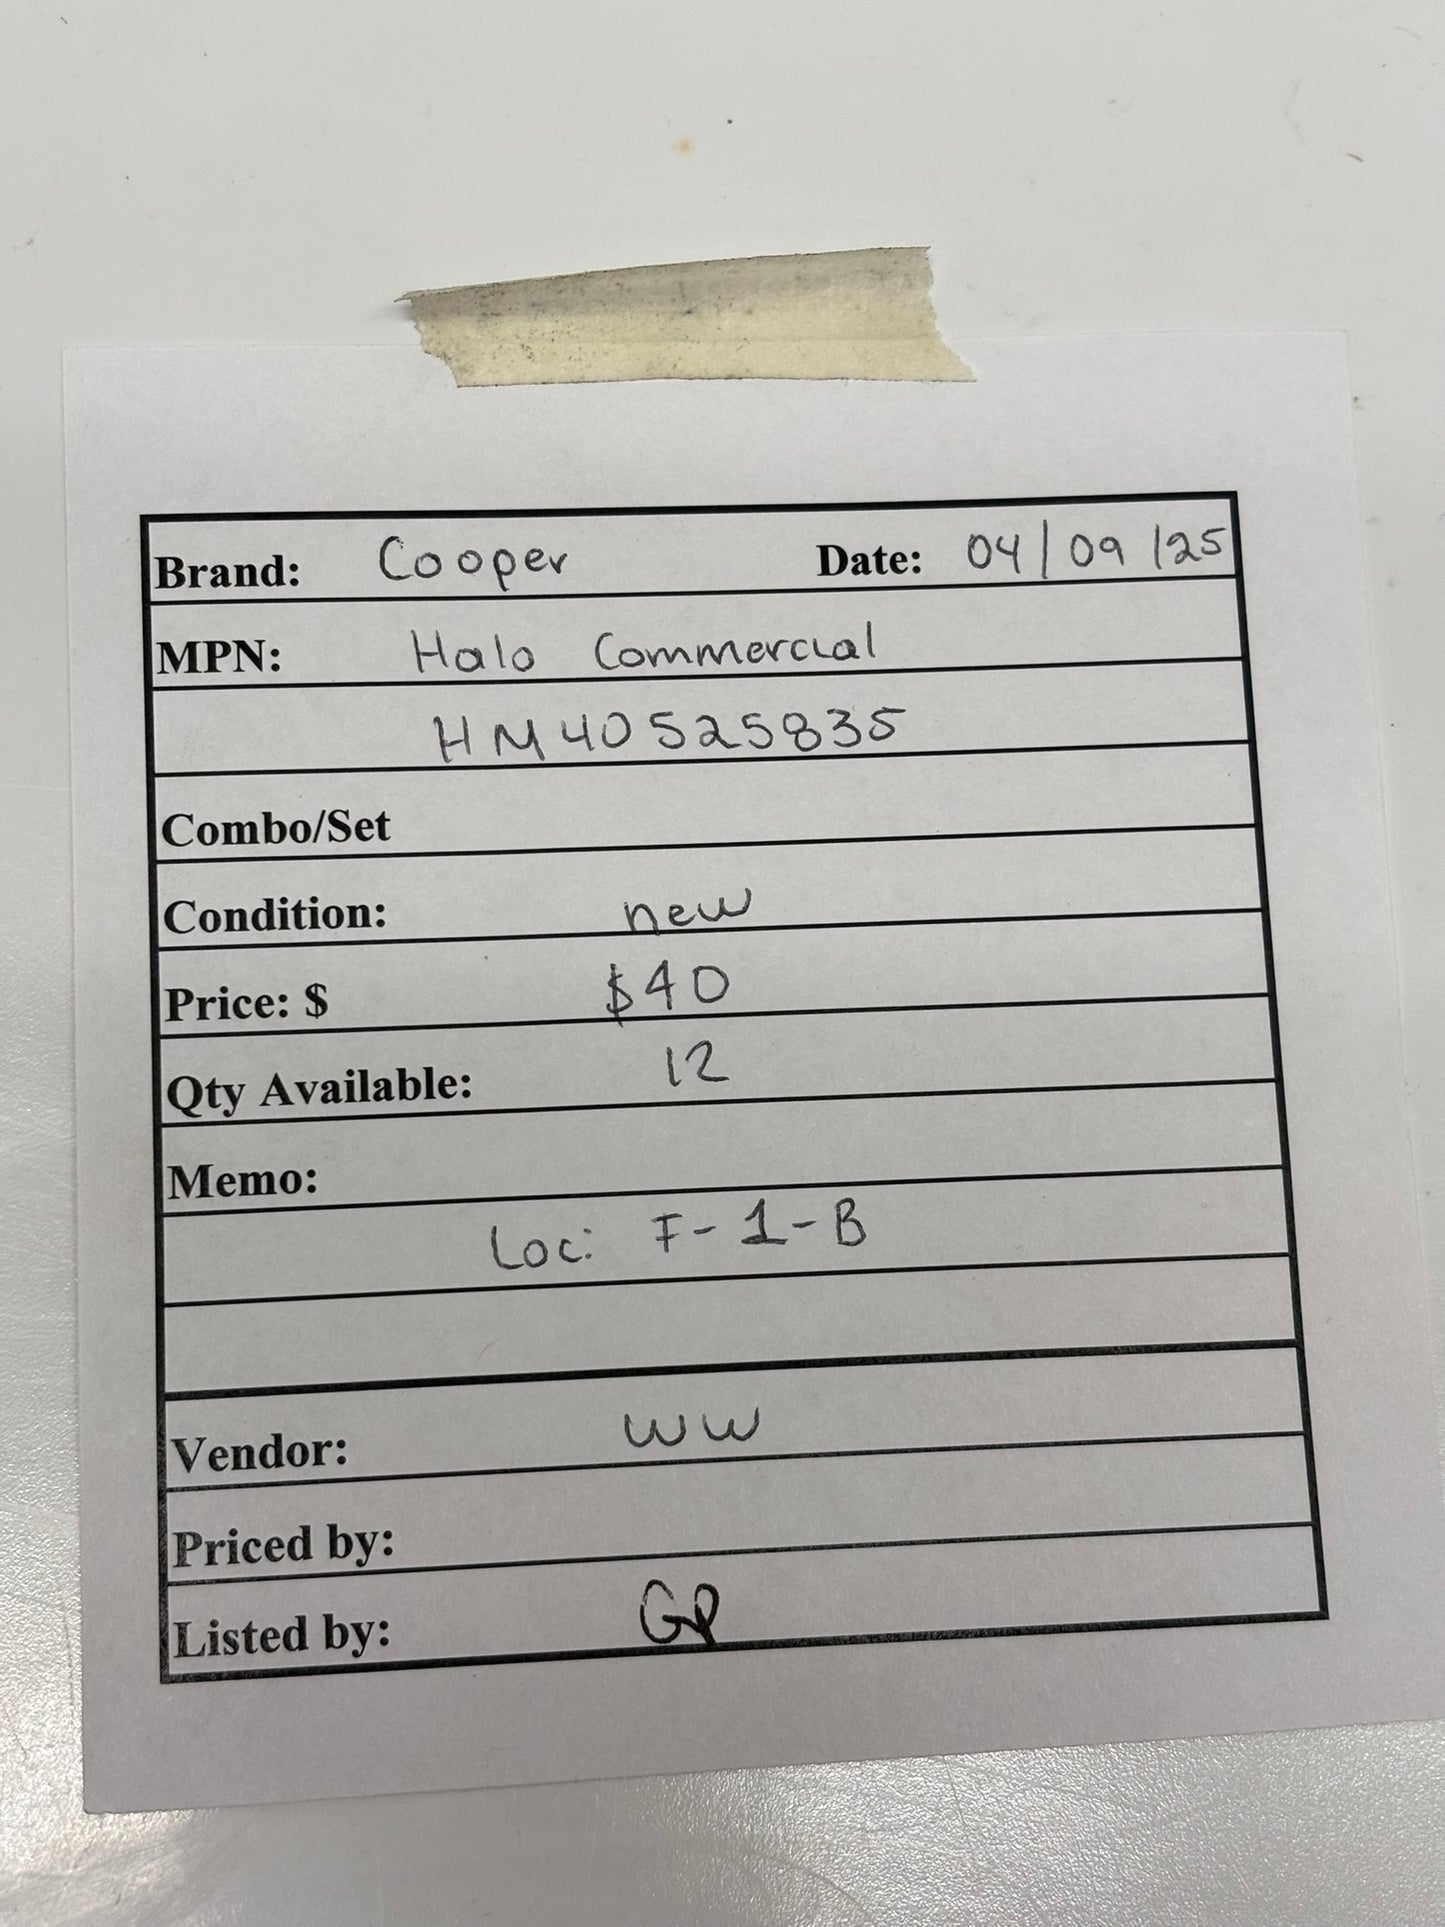 Brand: Cooper Date: 04/09/25
MPN: Halo Commercial
HM40525835
Combo/Set
Condition: new
Price: $ $40
Qty Available: 12
Memo:
Loc: F-1-B
Vendor: WW
Priced by:
Listed by: GP